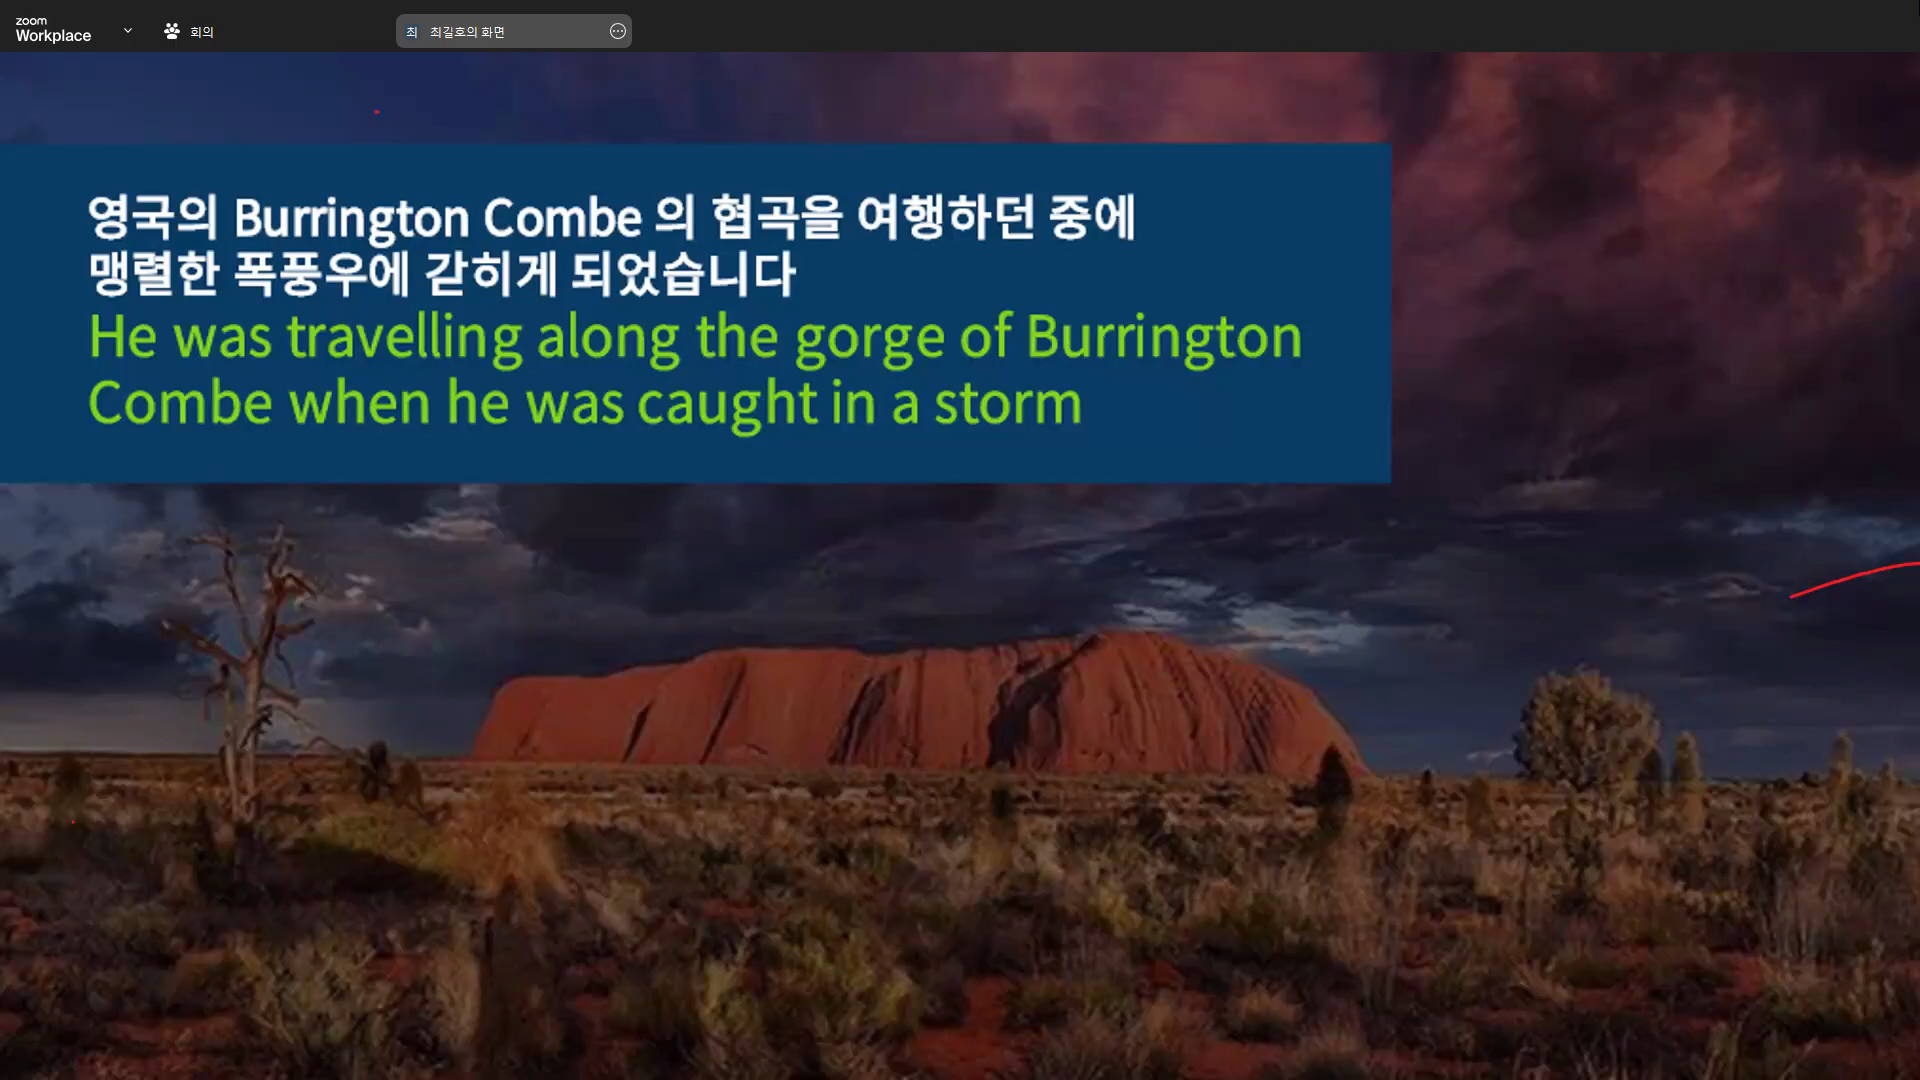 zoom
Workplace
회의
최 최길호의 화면
영국의 Burrington Combe 의 협곡을 여행하던 중에
맹렬한 폭풍우에 갇히게 되었습니다
He was travelling along the gorge of Burrington
Combe when he was caught in a storm